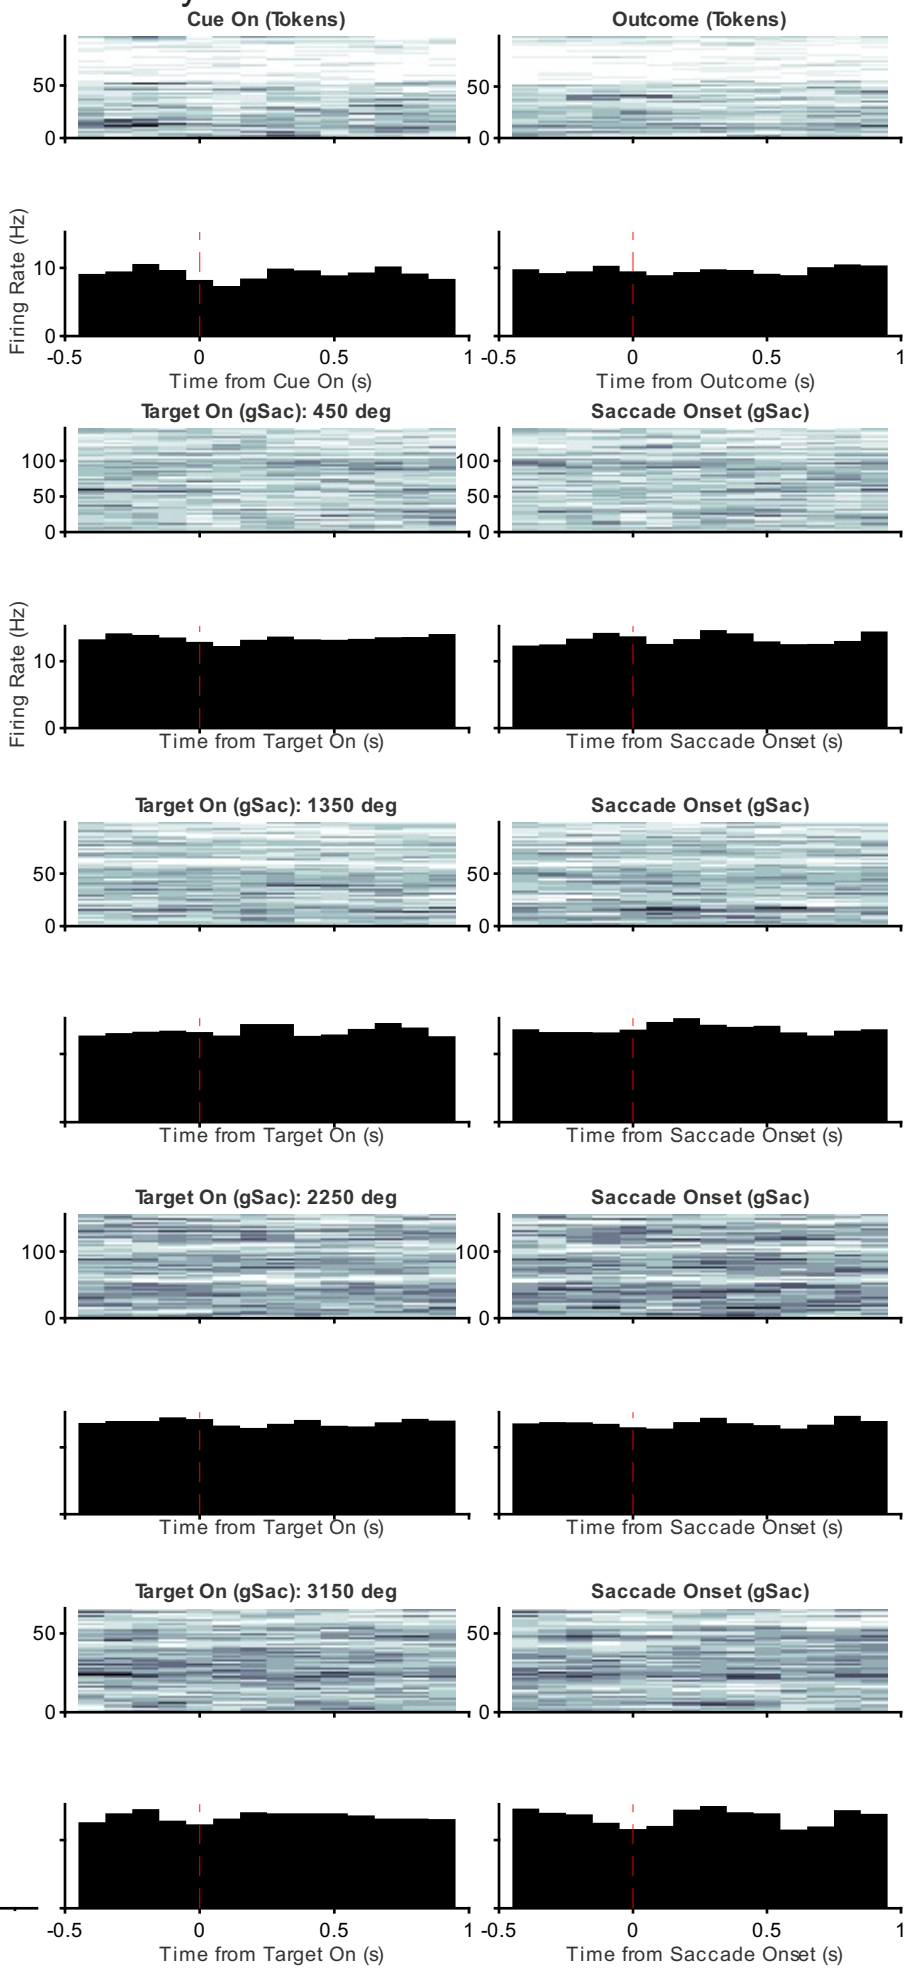 Cue On (Tokens) Outcome (Tokens)
50 50
0 0
Firing Rate (Hz)
10
0
-0.5 0 0.5 1 -0.5 0 0.5 1
Time from Cue On (s) Time from Outcome (s)
Target On (gSac): 450 deg Saccade Onset (gSac)
100 100
50 50
0 0
Firing Rate (Hz)
10
0
Time from Target On (s) Time from Saccade Onset (s)
Target On (gSac): 1350 deg Saccade Onset (gSac)
50 50
0 0
Time from Target On (s) Time from Saccade Onset (s)
Target On (gSac): 2250 deg Saccade Onset (gSac)
100 100
0 0
Time from Target On (s) Time from Saccade Onset (s)
Target On (gSac): 3150 deg Saccade Onset (gSac)
50 50
0 0
-0.5 0 0.5 1 -0.5 0 0.5 1
Time from Target On (s) Time from Saccade Onset (s)